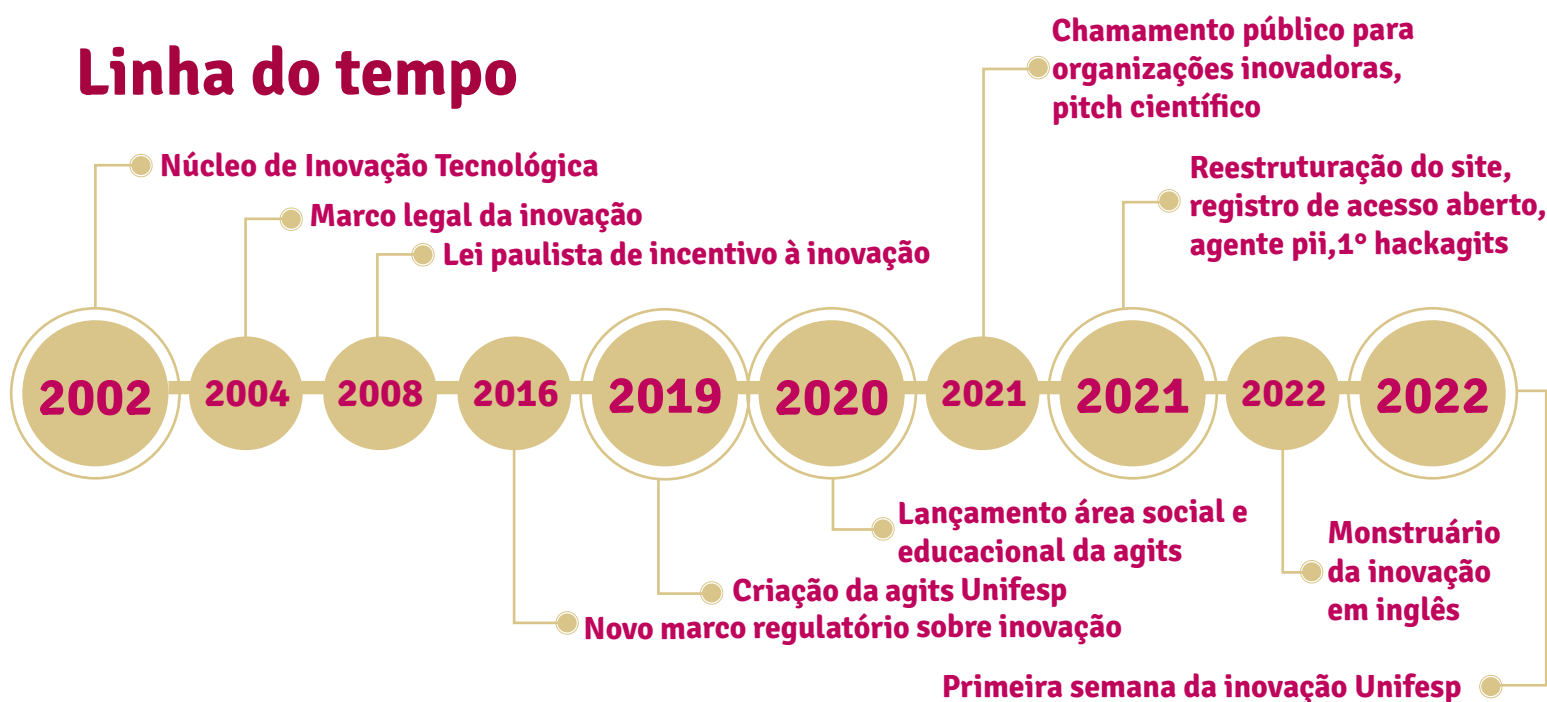 Linha do tempo
Chamamento público para
organizações inovadoras,
pitch científico
Núcleo de Inovação Tecnológica
Reestruturação do site,
registro de acesso aberto,
agente pii,1° hackagits
Marco legal da inovação
Lei paulista de incentivo à inovação
2002
2004
2008
2016
2019
2020
2021
2021
2022
2022
Lançamento área social e
educacional da agits
Monstruário
da inovação
em inglês
Criação da agits Unifesp
Novo marco regulatório sobre inovação
Primeira semana da inovação Unifesp